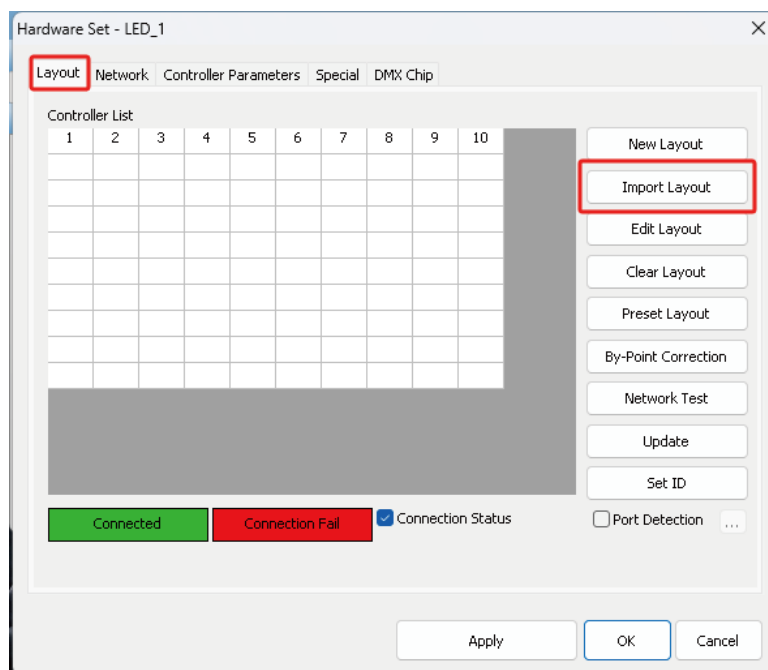 Hardware Set - LED_1
Layout Network Controller Parameters Special DMX Chip
Controller List
1 2 3 4 5 6 7 8 9 10
New Layout
Import Layout
Edit Layout
Clear Layout
Preset Layout
By-Point Correction
Network Test
Update
Set ID
Connected Connection Fail Connection Status Port Detection ...
Apply OK Cancel